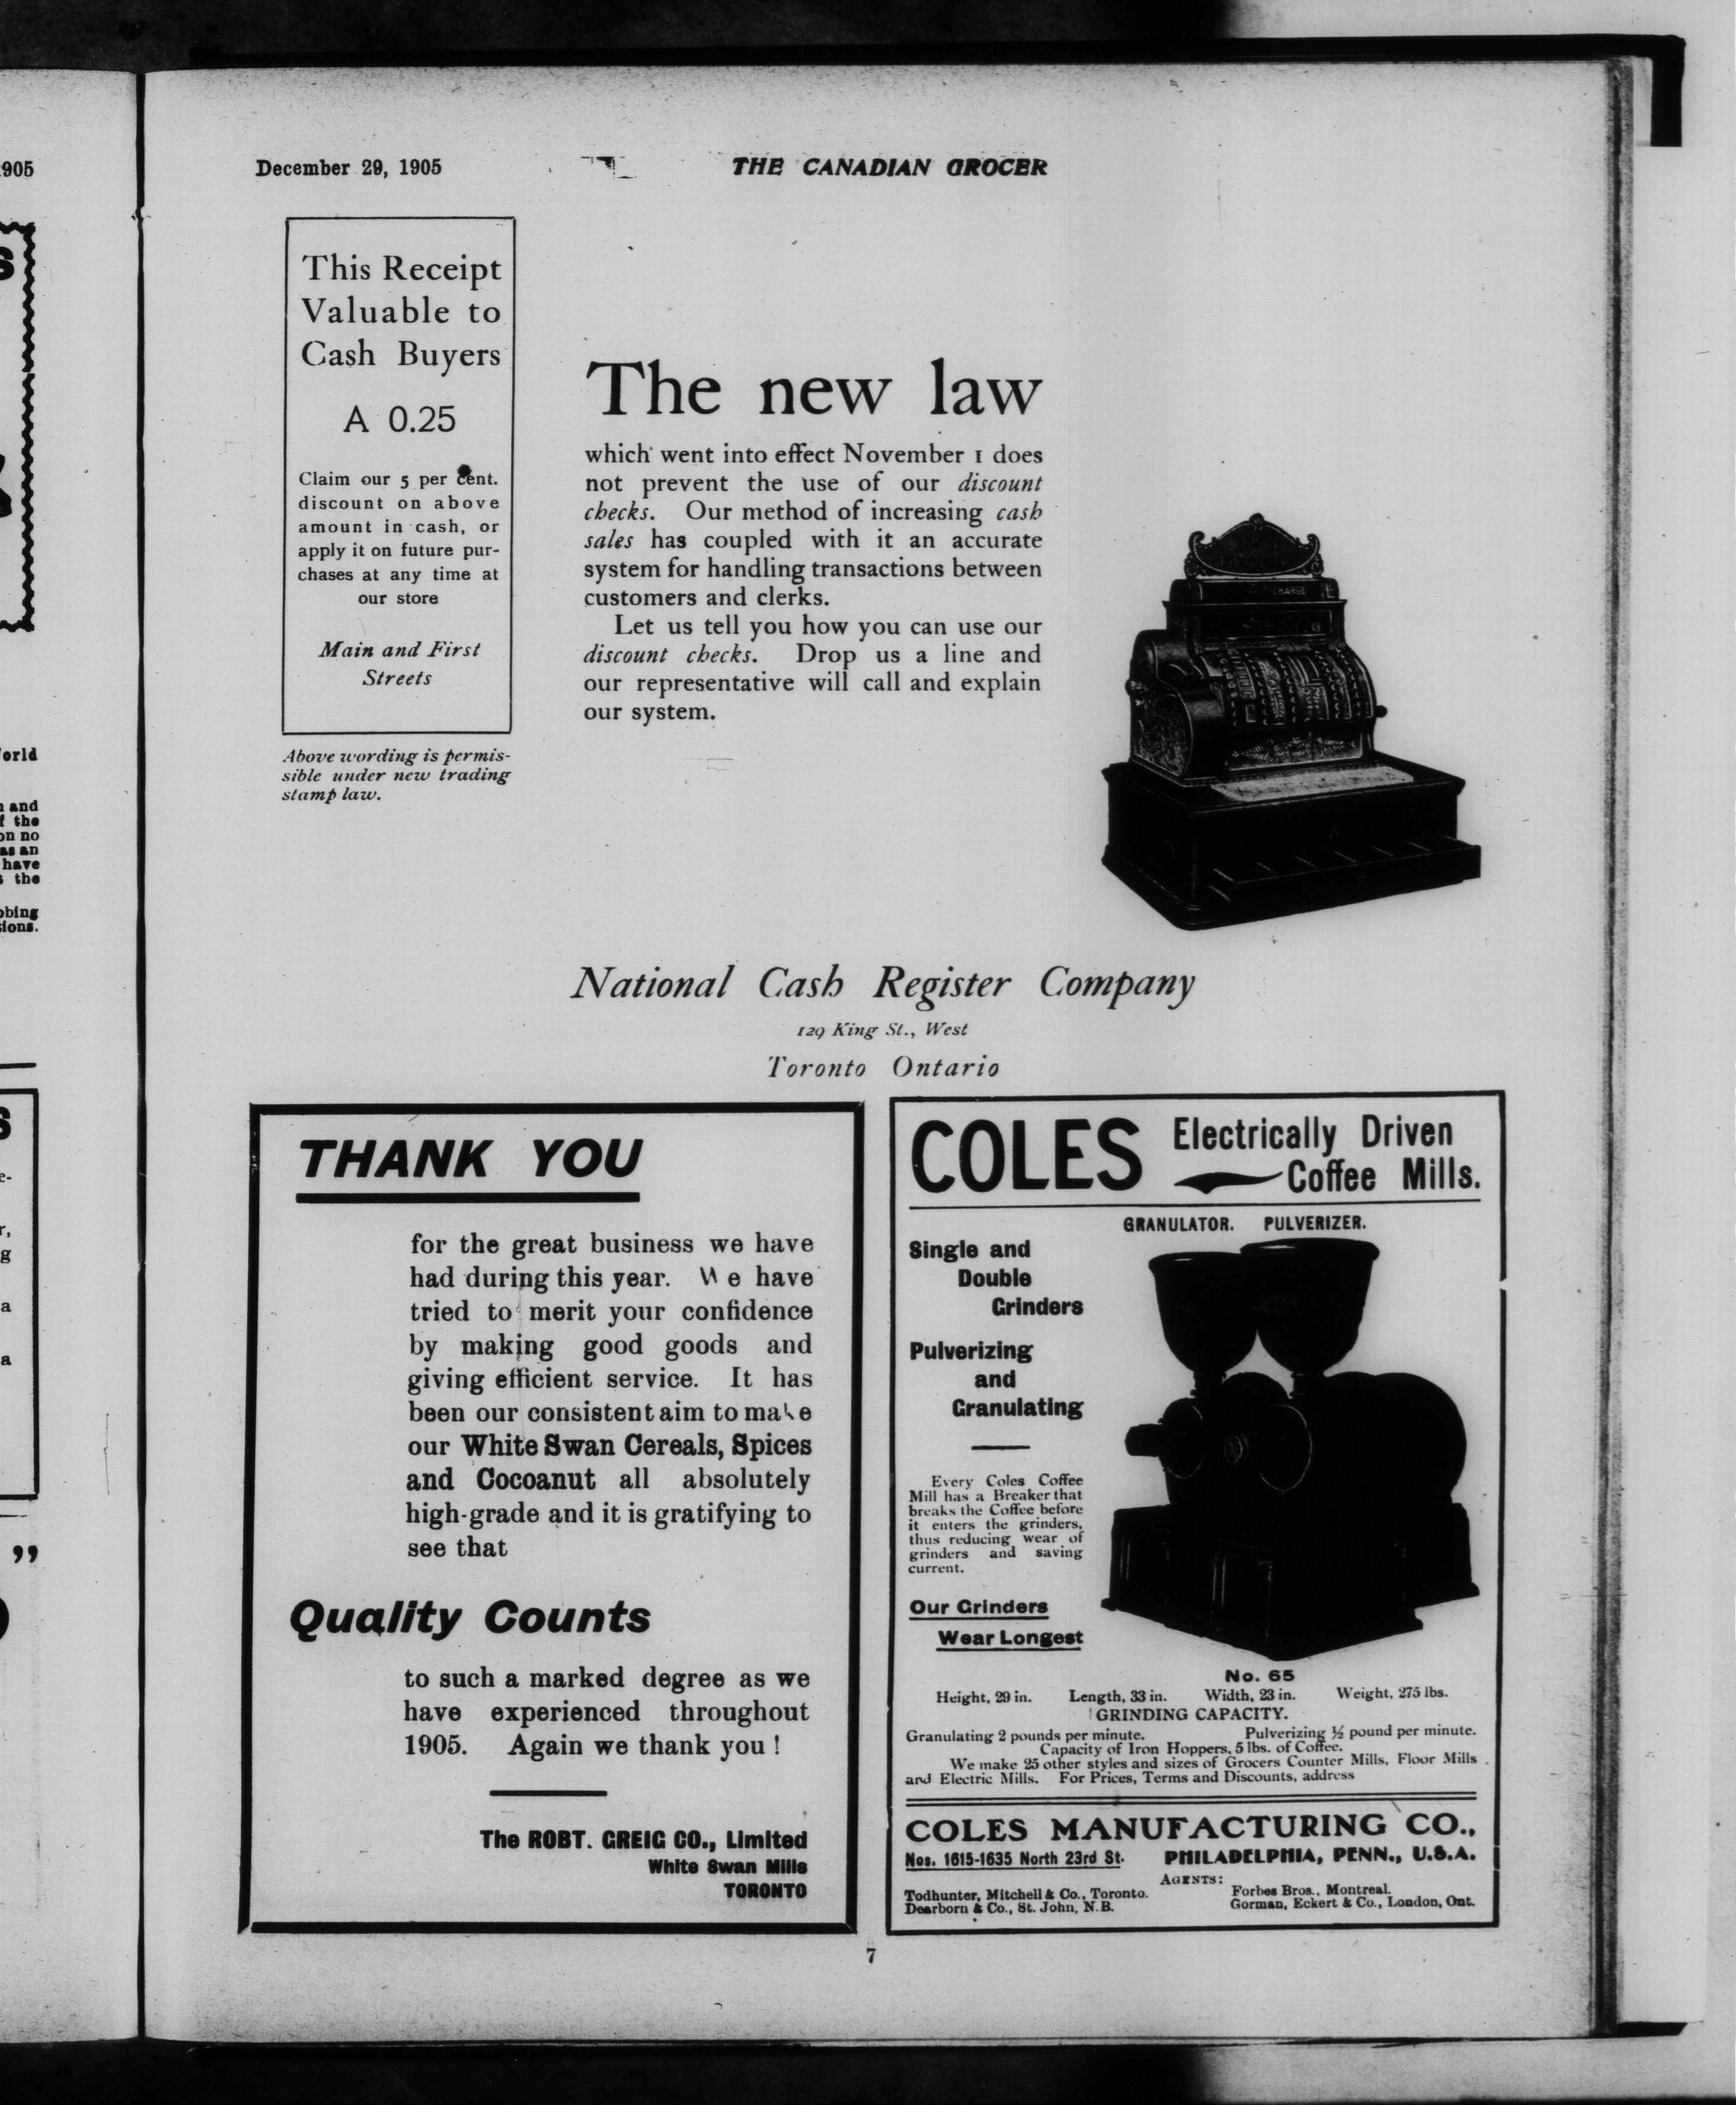 December 29, 1905
THE CANADIAN GROCER
This Receipt
Valuable to
Cash Buyers
A 0.25
Claim our 5 per cent.
discount on above
amount in cash, or
apply it on future pur-
chases at any time at
our store
Main and First
Streets
Above wording is permis-
sible under new trading
stamp law.
The new law
which went into effect November 1 does
not prevent the use of our discount
checks. Our method of increasing cash
sales has coupled with it an accurate
system for handling transactions between
customers and clerks.
Let us tell you how you can use our
discount checks. Drop us a line and
our representative will call and explain
our system.
CHARGE
National Cash Register Company
129 King St., West
Toronto Ontario
THANK YOU
for the great business we have
had during this year. We have
tried to merit your confidence
by making good goods and
giving efficient service. It has
been our consistent aim to make
our White Swan Cereals, Spices
and Cocoanut all absolutely
high-grade and it is gratifying to
see that
Quality Counts
to such a marked degree as we
have experienced throughout
1905. Again we thank you !
The ROBT. GREIG CO., Limited
White Swan Mills
TORONTO
COLES Electrically Driven
Coffee Mills.
GRANULATOR. PULVERIZER.
Single and
Double
Grinders
Pulverizing
and
Granulating
Every Coles Coffee
Mill has a Breaker that
breaks the Coffee before
it enters the grinders,
thus reducing wear of
grinders and saving
current.
Our Grinders
Wear Longest
No. 65
Height, 29 in. Length, 33 in. Width, 23 in. Weight, 275 lbs.
GRINDING CAPACITY.
Granulating 2 pounds per minute. Pulverizing ½ pound per minute.
Capacity of Iron Hoppers, 5 lbs. of Coffee.
We make 25 other styles and sizes of Grocers Counter Mills, Floor Mills
and Electric Mills. For Prices, Terms and Discounts, address
COLES MANUFACTURING CO.,
Nos. 1615-1635 North 23rd St. PHILADELPHIA, PENN., U.S.A.
AGENTS:
Todhunter, Mitchell & Co., Toronto. Forbes Bros., Montreal.
Dearborn & Co., St. John, N.B. Gorman, Eckert & Co., London, Ont.
7
905
orld
and
the
on no
as an
have
the
bing
tions.